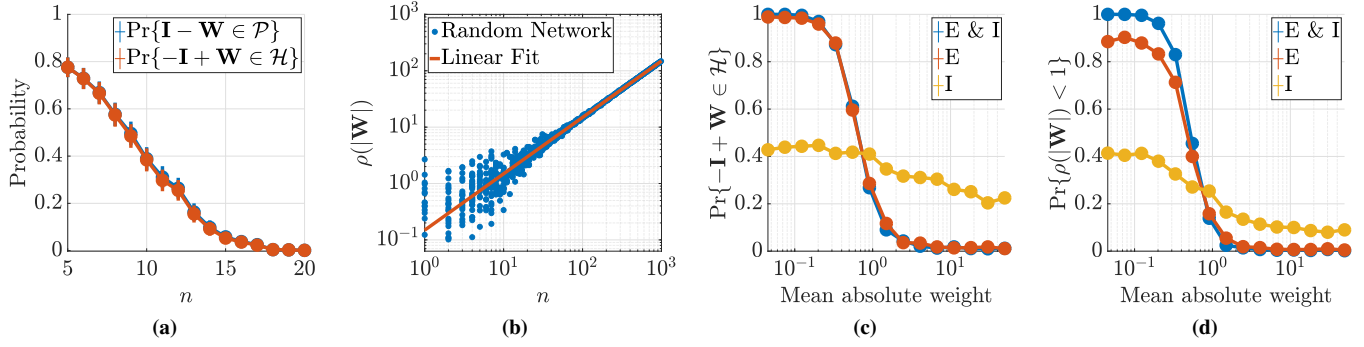 Pr{I − W ∈ P}
Pr{−I + W ∈ H}
Probability
1
0.8
0.6
0.4
0.2
0
5 10 15 20
n
(a)
Random Network
Linear Fit
ρ(|W|)
10³
10²
10¹
10⁰
10⁻¹
10⁰ 10¹ 10² 10³
n
(b)
E & I
E
I
Pr{−I + W ∈ H}
1
0.8
0.6
0.4
0.2
0
10⁻¹ 10⁰ 10¹
Mean absolute weight
(c)
E & I
E
I
Pr{ρ(|W|) < 1}
1
0.8
0.6
0.4
0.2
0
10⁻¹ 10⁰ 10¹
Mean absolute weight
(d)